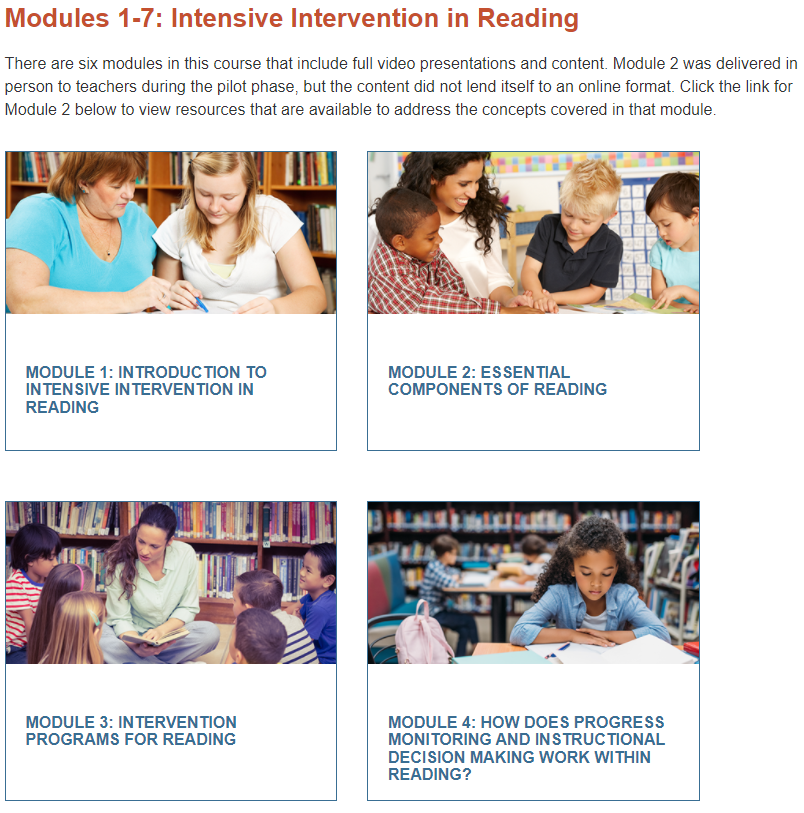 Modules 1-7: Intensive Intervention in Reading
There are six modules in this course that include full video presentations and content. Module 2 was delivered in
person to teachers during the pilot phase, but the content did not lend itself to an online format. Click the link for
Module 2 below to view resources that are available to address the concepts covered in that module.
MODULE 1: INTRODUCTION TO
INTENSIVE INTERVENTION IN
READING
MODULE 2: ESSENTIAL
COMPONENTS OF READING
MODULE 3: INTERVENTION
PROGRAMS FOR READING
MODULE 4: HOW DOES PROGRESS
MONITORING AND INSTRUCTIONAL
DECISION MAKING WORK WITHIN
READING?